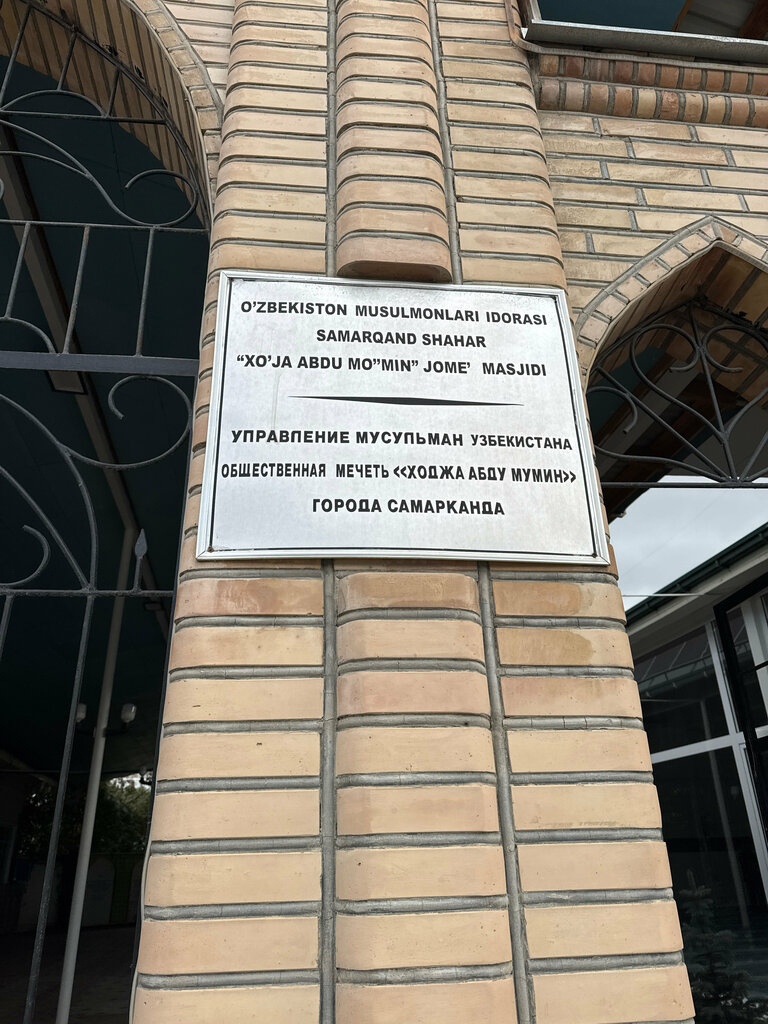 O'ZBEKISTON MUSULMONLARI IDORASI
SAMARQAND SHAHAR
“XO'JA ABDU MO”MIN” JOME' MASJIDI
УПРАВЛЕНИЕ МУСУЛЬМАН УЗБЕКИСТАНА
ОБЩЕСТВЕННАЯ МЕЧЕТЬ <<ХОДЖА АБДУ МУМИН>>
ГОРОДА САМАРКАНДА